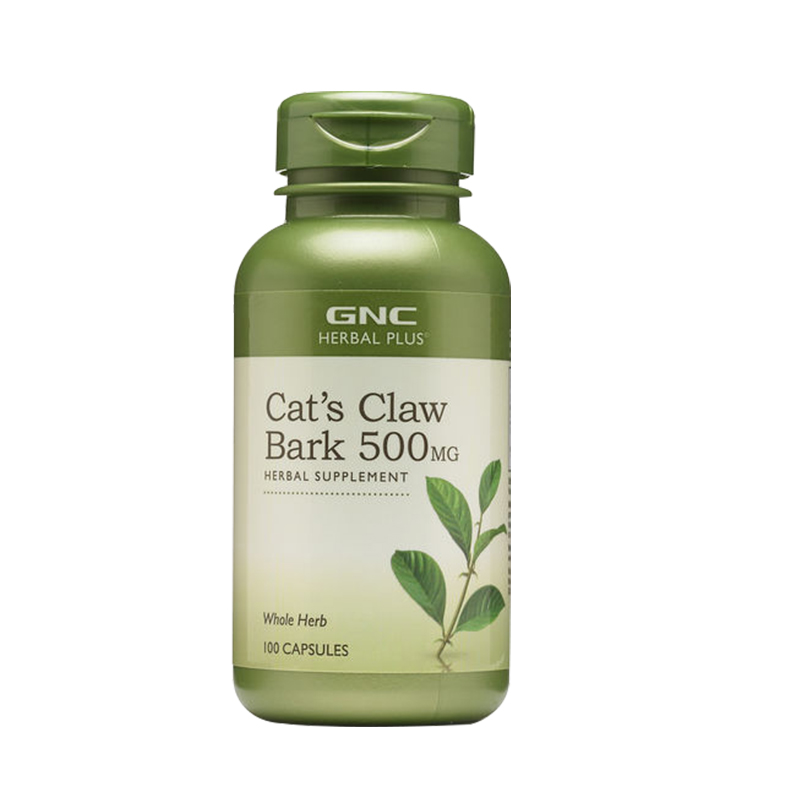 GNC
HERBAL PLUS®
Cat's Claw
Bark 500MG
HERBAL SUPPLEMENT
Whole Herb
100 CAPSULES